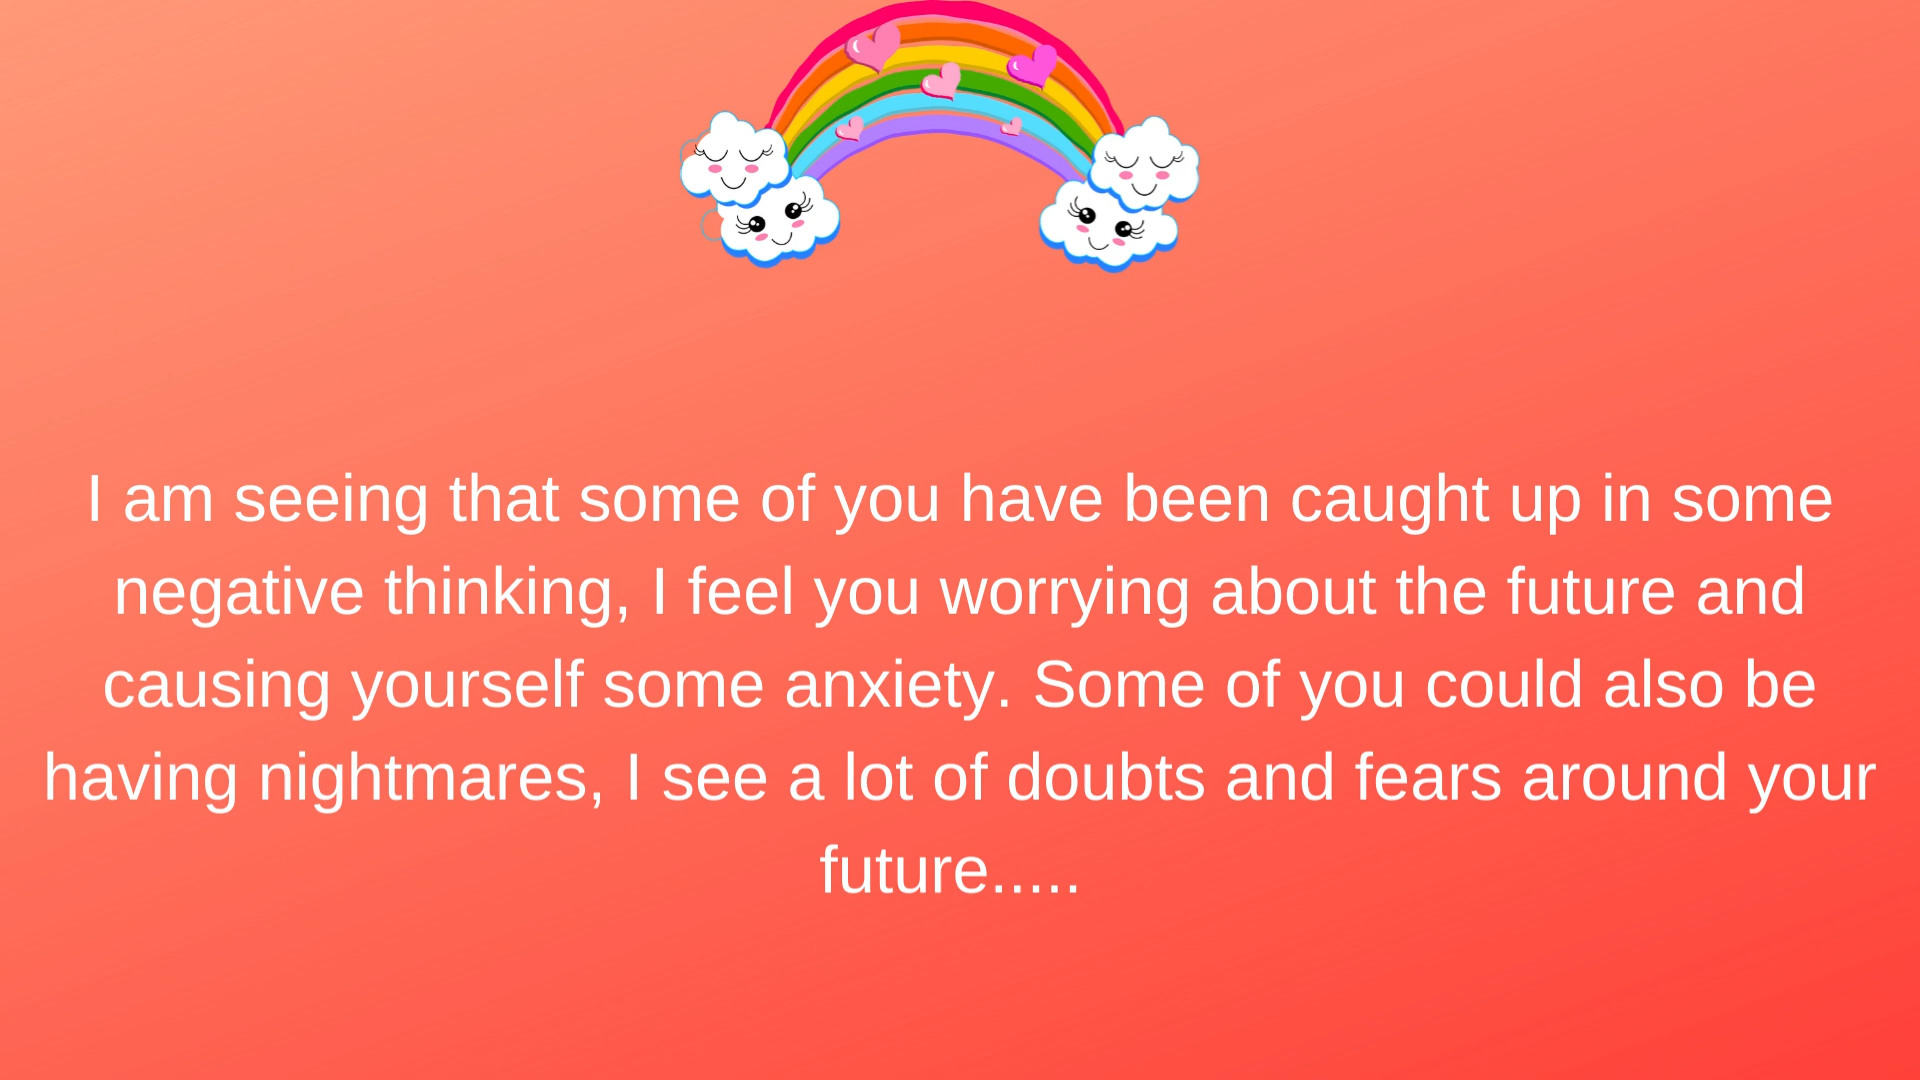 I am seeing that some of you have been caught up in some
negative thinking, I feel you worrying about the future and
causing yourself some anxiety. Some of you could also be
having nightmares, I see a lot of doubts and fears around your
future.....